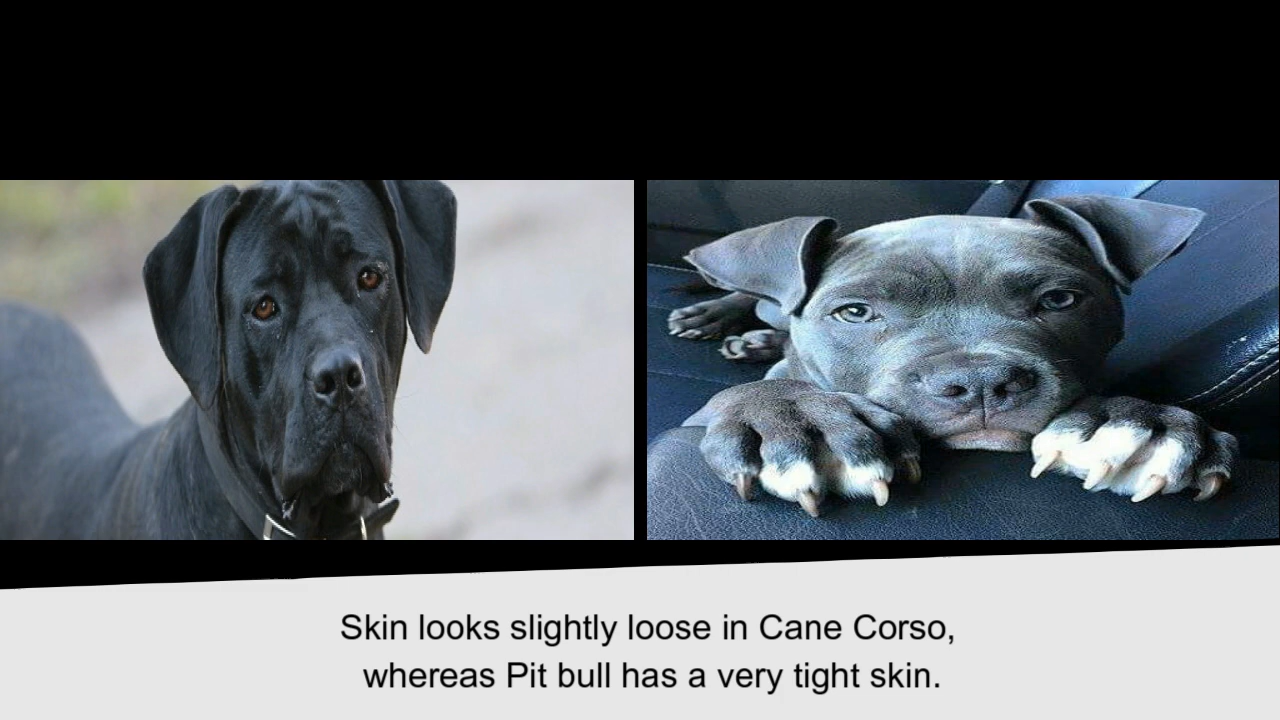 Skin looks slightly loose in Cane Corso,
whereas Pit bull has a very tight skin.